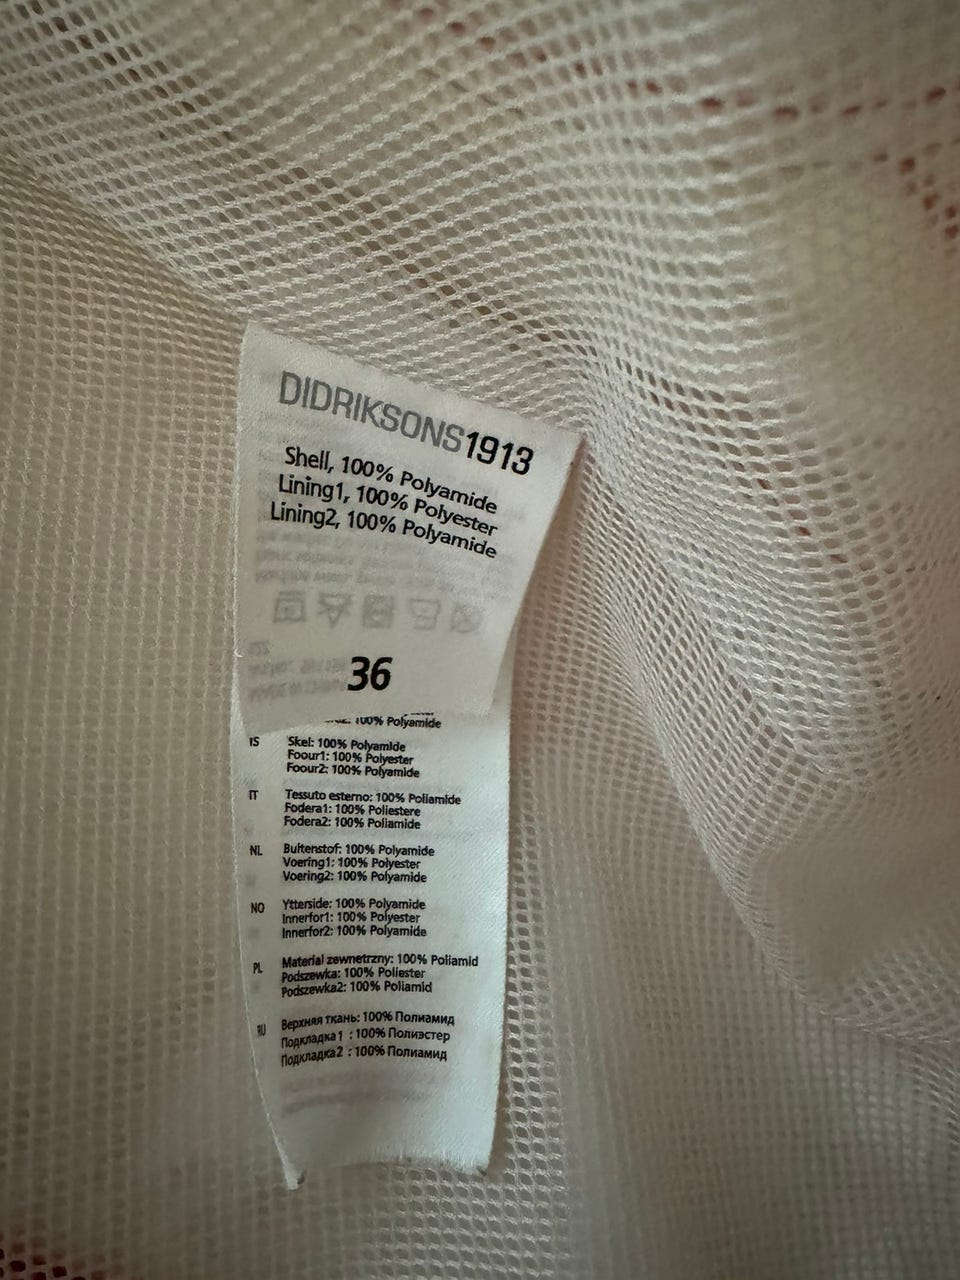 DIDRIKSONS1913
Shell, 100% Polyamide
Lining1, 100% Polyester
Lining2, 100% Polyamide
36
100% Polyamide
IS Skel: 100% Polyamide
Foour1: 100% Polyester
Foour2: 100% Polyamide
IT Tessuto esterno: 100% Poliamide
Fodera1: 100% Poliestere
Fodera2: 100% Poliamide
NL Buitenstof: 100% Polyamide
Voering1: 100% Polyester
Voering2: 100% Polyamide
NO Ytterside: 100% Polyamide
Innerfor1: 100% Polyester
Innerfor2: 100% Polyamide
PL Material zewnetrzny: 100% Poliamid
Podszewka: 100% Poliester
Podszewka2: 100% Poliamid
RU Верхняя ткань: 100% Полиамид
Подкладка1 : 100% Полиэстер
Подкладка2 : 100% Полиамид